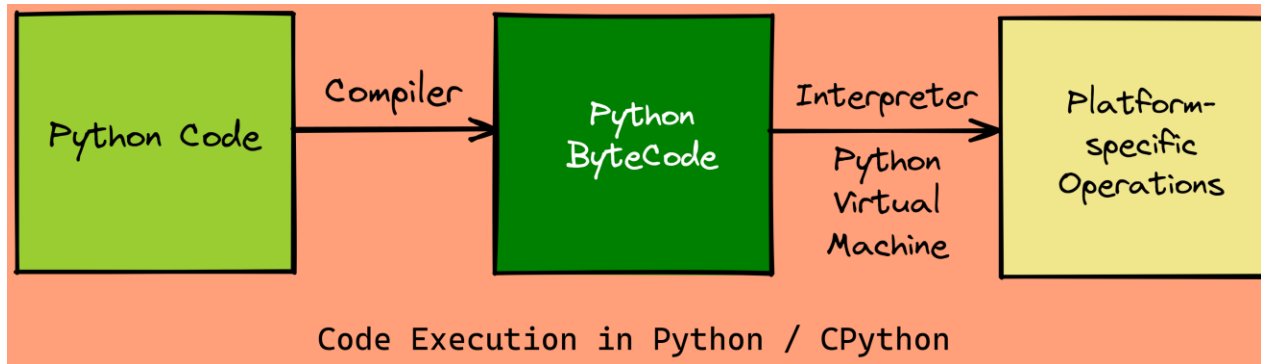 Python Code
Compiler
Python
ByteCode
Interpreter
Python
Virtual
Machine
Platform-
specific
Operations
Code Execution in Python / CPython